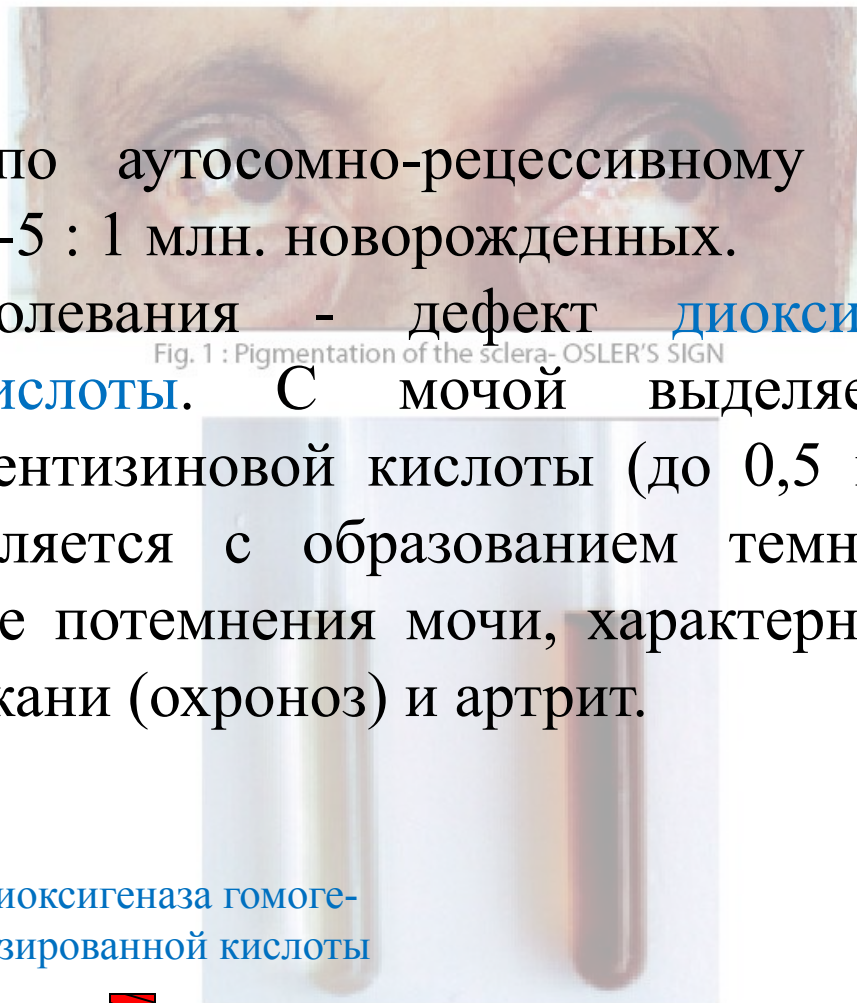 по аутосомно-рецессивному
-5 : 1 млн. новорожденных.
олевания - дефект диокси
Fig. 1 : Pigmentation of the sclera- OSLER'S SIGN
ислоты. С мочой выделяе
ентизиновой кислоты (до 0,5
ляется с образованием темн
е потемнения мочи, характерн
кани (охроноз) и артрит.
иоксигеназа гомоге-
зированной кислоты